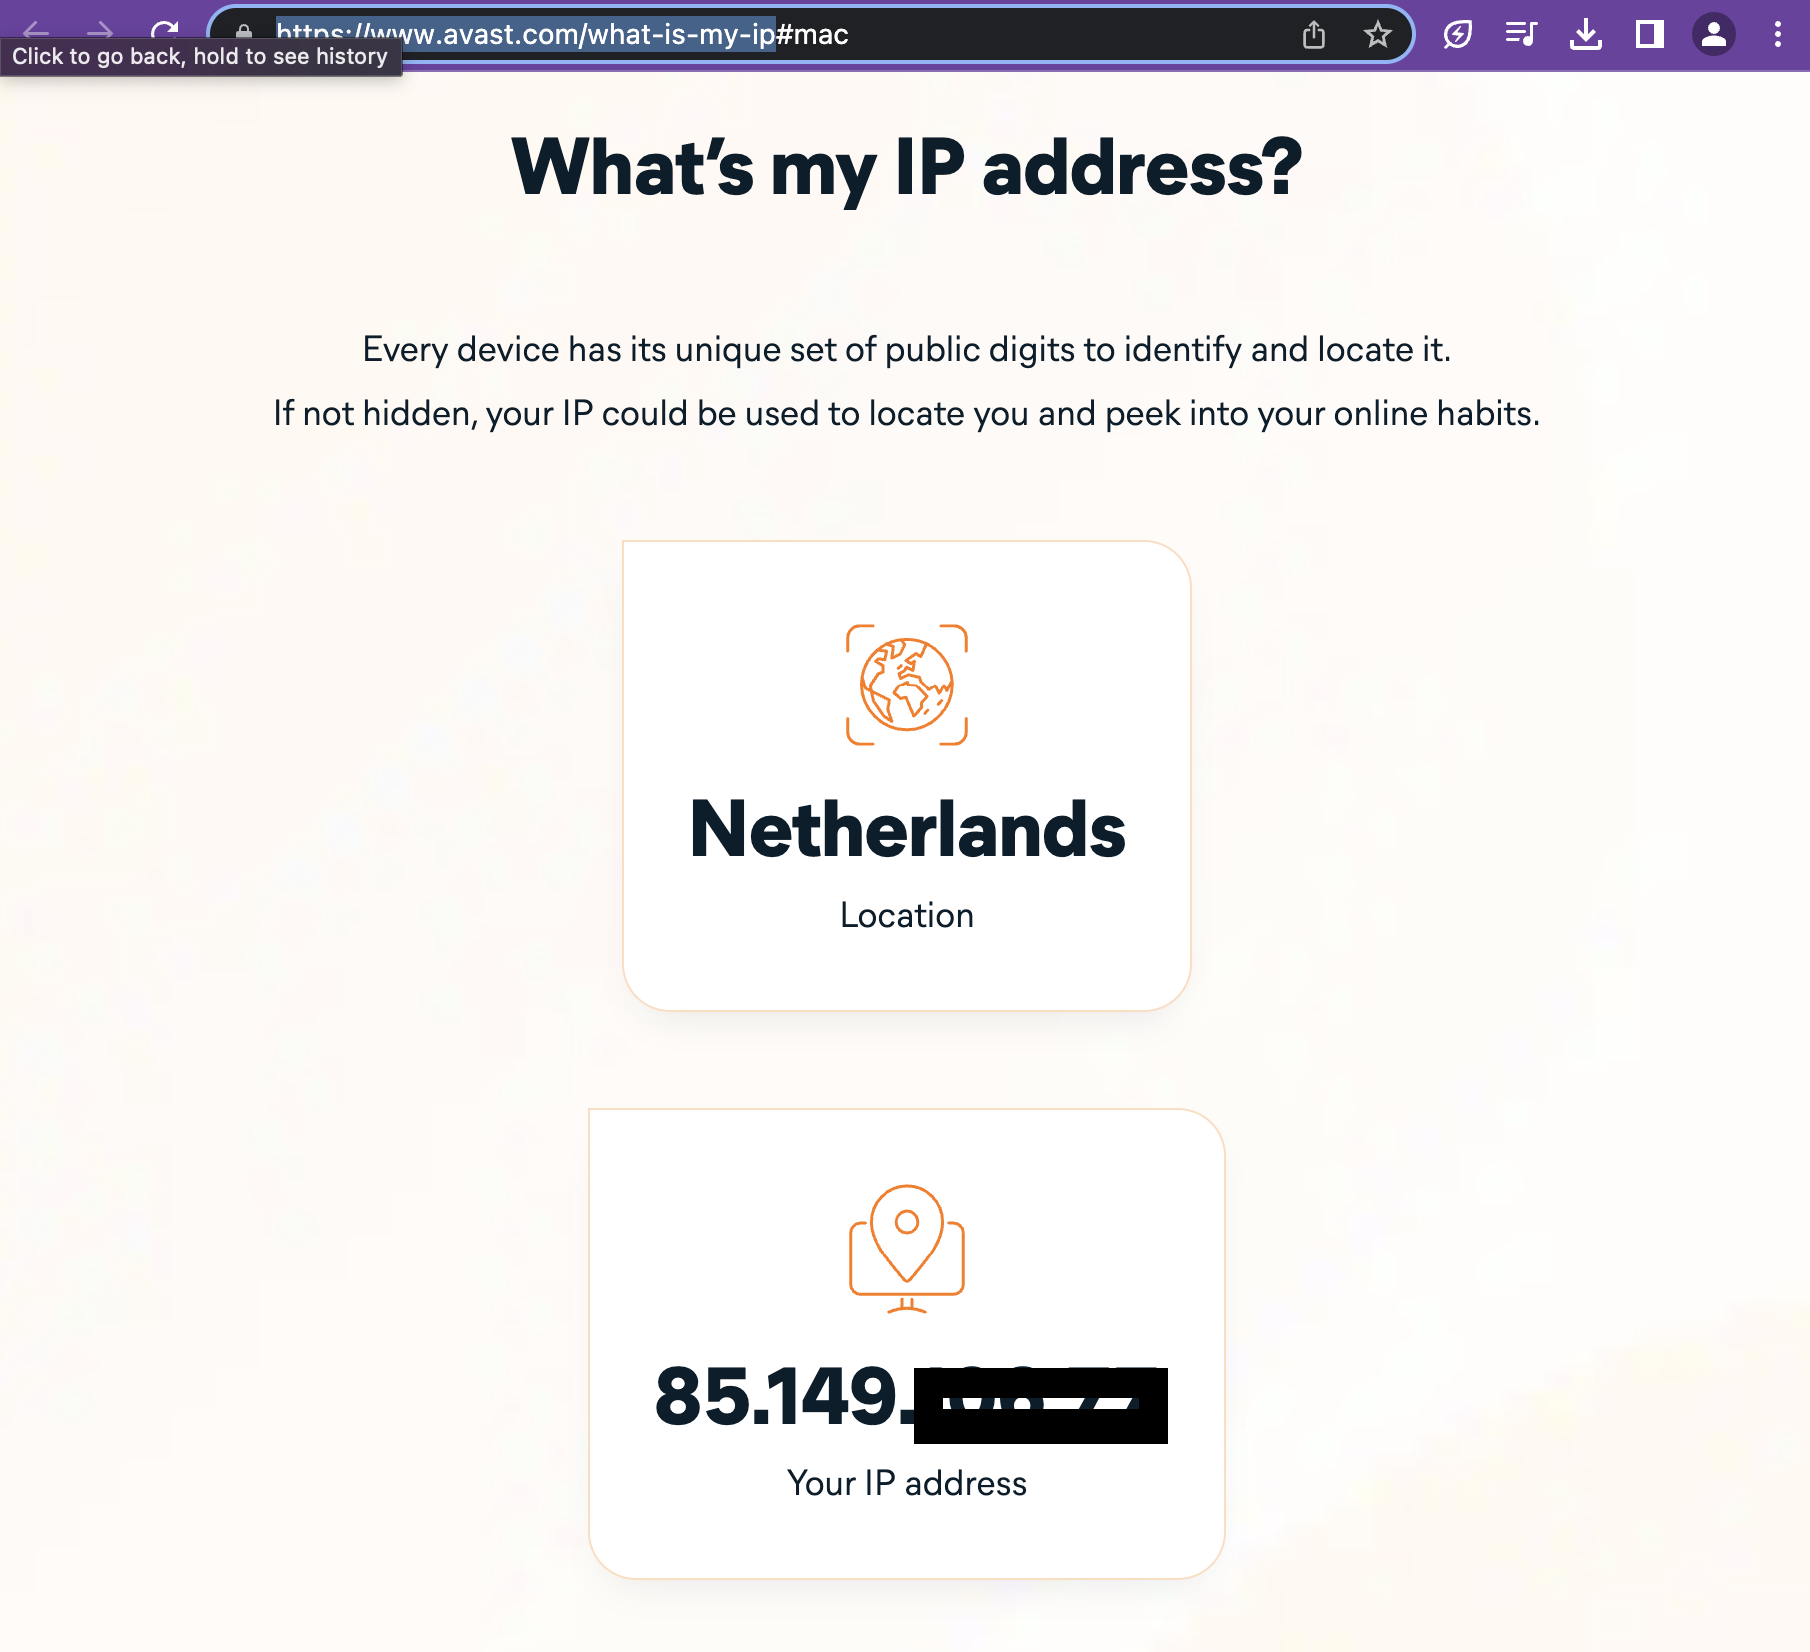 https://www.avast.com/what-is-my-ip#mac
Click to go back, hold to see history
What's my IP address?
Every device has its unique set of public digits to identify and locate it.
If not hidden, your IP could be used to locate you and peek into your online habits.
Netherlands
Location
85.149.
Your IP address